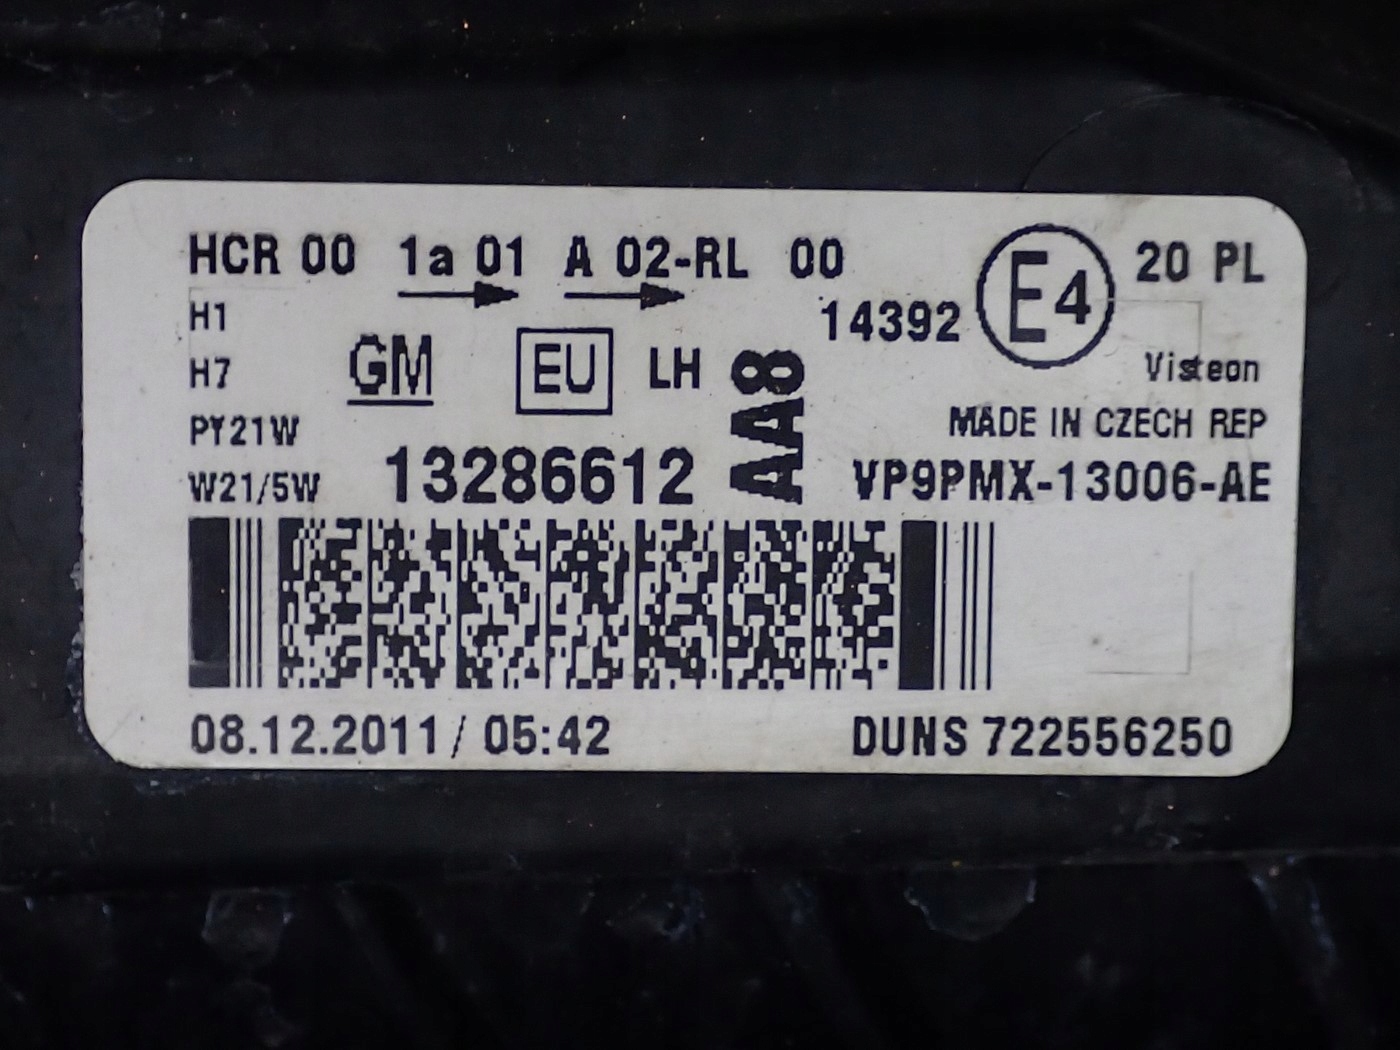 HCR 00 1a 01 A 02-RL 00
E4
20 PL
14392
H1
H7
PY21W
W21/5W
GM
EU
LH
AA8
Visteon
MADE IN CZECH REP
13286612
VP9PMX-13006-AE
08.12.2011 / 05:42
DUNS 722556250